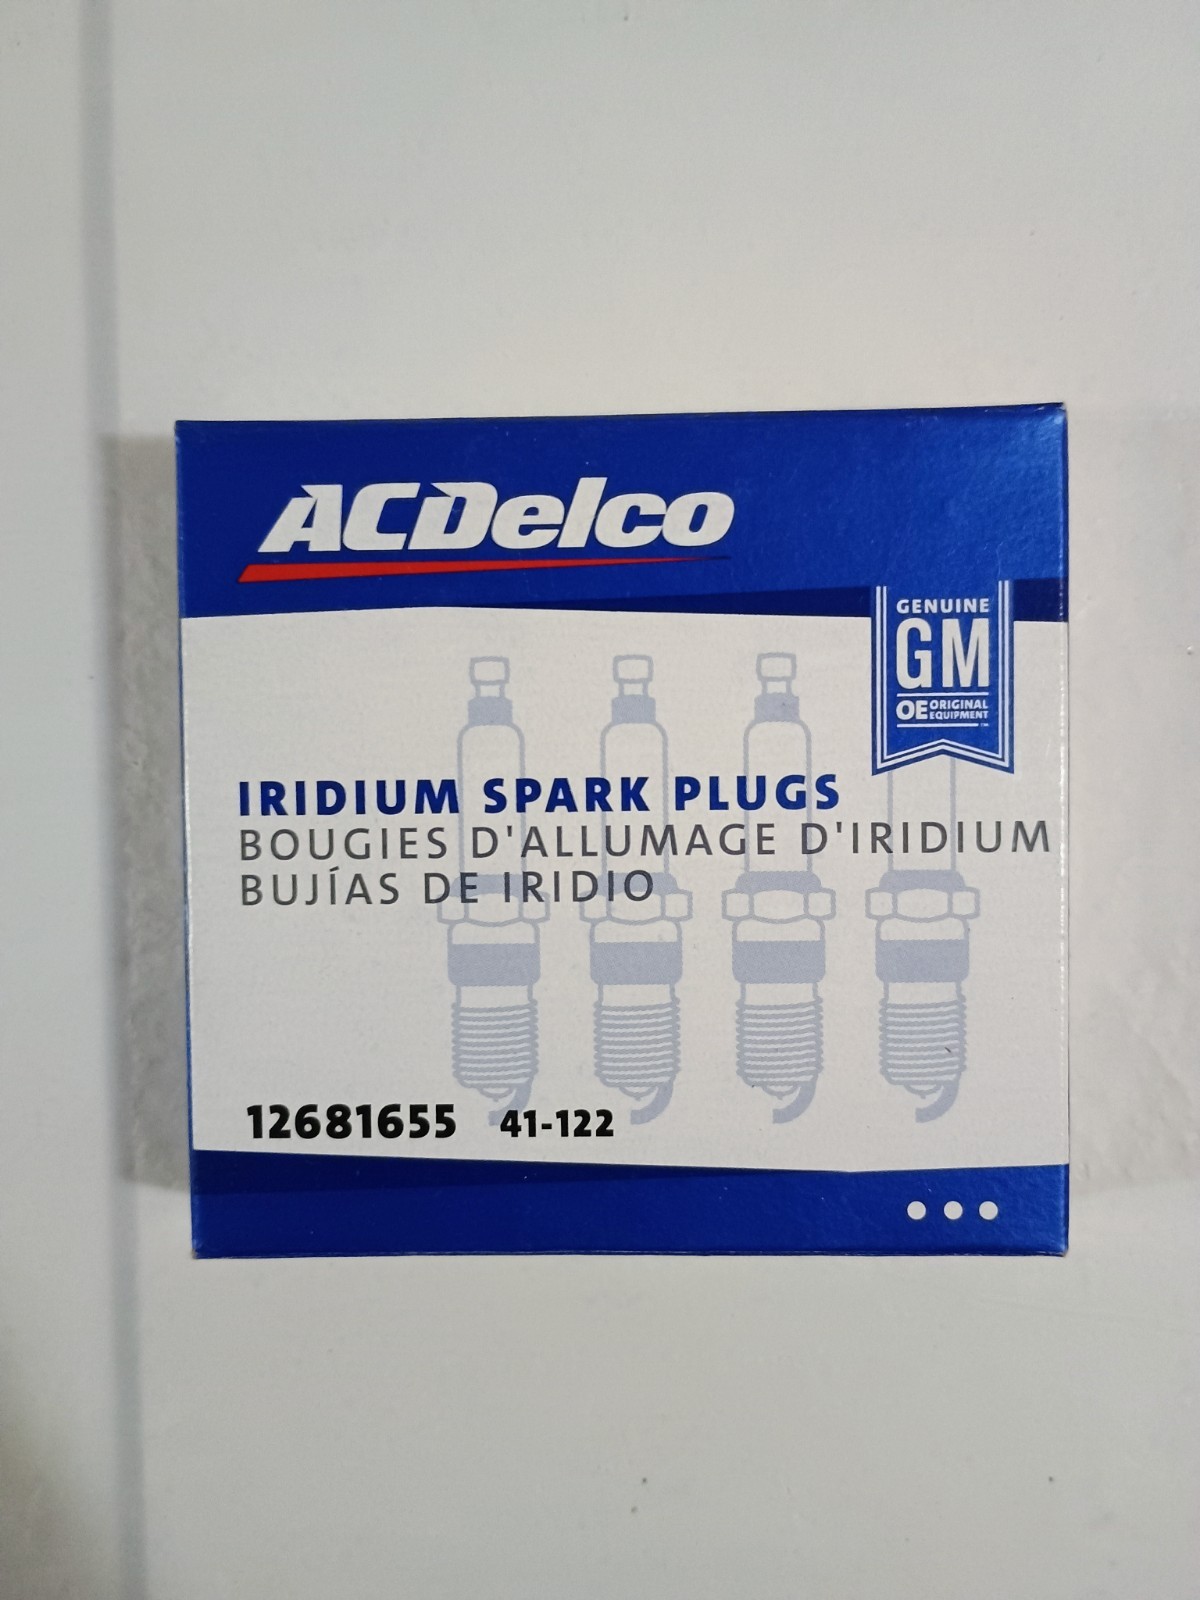 ACDelco
GENUINE
GM
OE ORIGINAL
EQUIPMENT
IRIDIUM SPARK PLUGS
BOUGIES D'ALLUMAGE D'IRIDIUM
BUJÍAS DE IRIDIO
12681655 41-122